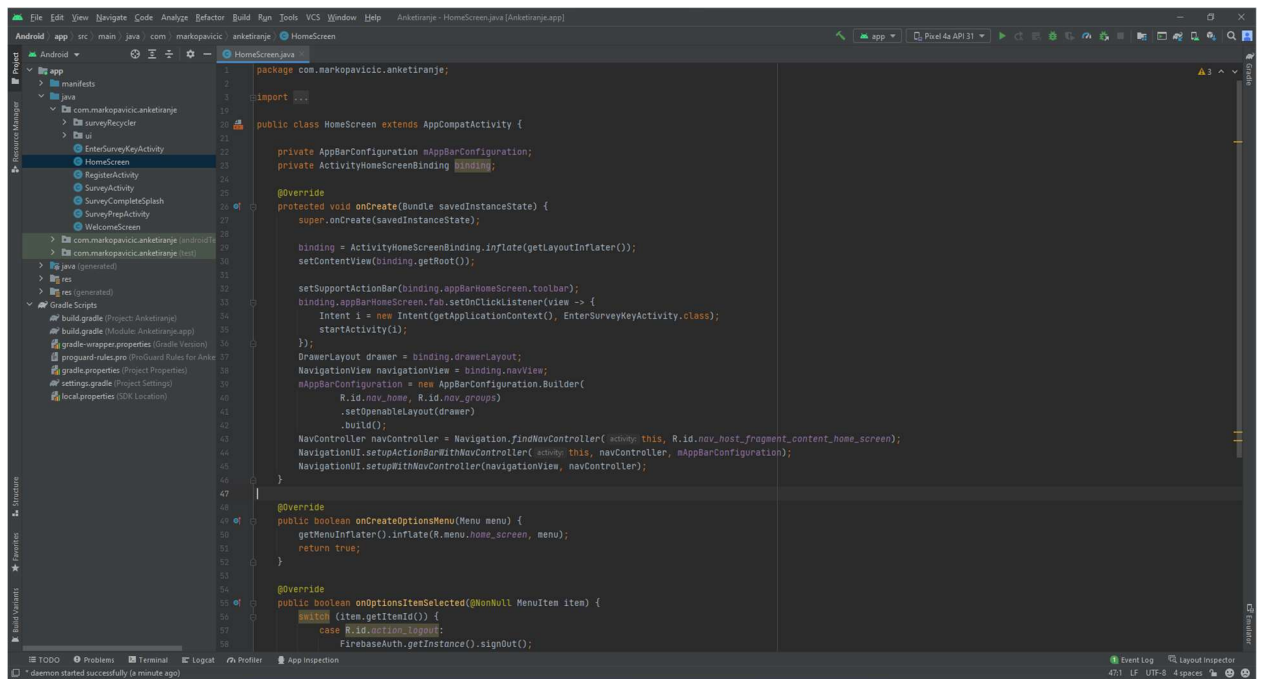 File Edit View Navigate Code Analyze Refactor Build Run Tools VCS Window Help Anketiranje - HomeScreen.java [Anketiranje.app]
Android app src main java com markopavicic anketiranje HomeScreen app Pixel 4a API 31
Project
Resource Manager
Structure
Favorites
Build Variants
Android
app
manifests
java
com.markopavicic.anketiranje
surveyRecycler
ui
EnterSurveyKeyActivity
HomeScreen
RegisterActivity
SurveyActivity
SurveyCompleteSplash
SurveyPrepActivity
WelcomeScreen
com.markopavicic.anketiranje (androidTe
com.markopavicic.anketiranje (test)
java (generated)
res
res (generated)
Gradle Scripts
build.gradle (Project: Anketiranje)
build.gradle (Module: Anketiranje.app)
gradle-wrapper.properties (Gradle Version)
proguard-rules.pro (ProGuard Rules for Anke
gradle.properties (Project Properties)
settings.gradle (Project Settings)
local.properties (SDK Location)
HomeScreen.java
1 package com.markopavicic.anketiranje; 3
2
3 import ...
19
20 public class HomeScreen extends AppCompatActivity {
21
22 private AppBarConfiguration mAppBarConfiguration;
23 private ActivityHomeScreenBinding binding;
24
25 @Override
26 protected void onCreate(Bundle savedInstanceState) {
27 super.onCreate(savedInstanceState);
28
29 binding = ActivityHomeScreenBinding.inflate(getLayoutInflater());
30 setContentView(binding.getRoot());
31
32 setSupportActionBar(binding.appBarHomeScreen.toolbar);
33 binding.appBarHomeScreen.fab.setOnClickListener(view -> {
34 Intent i = new Intent(getApplicationContext(), EnterSurveyKeyActivity.class);
35 startActivity(i);
36 });
37 DrawerLayout drawer = binding.drawerLayout;
38 NavigationView navigationView = binding.navView;
39 mAppBarConfiguration = new AppBarConfiguration.Builder(
40 R.id.nav_home, R.id.nav_groups)
41 .setOpenableLayout(drawer)
42 .build();
43 NavController navController = Navigation.findNavController( activity: this, R.id.nav_host_fragment_content_home_screen);
44 NavigationUI.setupActionBarWithNavController( activity: this, navController, mAppBarConfiguration);
45 NavigationUI.setupWithNavController(navigationView, navController);
46 }
47
48 @Override
49 public boolean onCreateOptionsMenu(Menu menu) {
50 getMenuInflater().inflate(R.menu.home_screen, menu);
51 return true;
52 }
53
54 @Override
55 public boolean onOptionsItemSelected(@NonNull MenuItem item) {
56 switch (item.getItemId()) {
57 case R.id.action_logout:
58 FirebaseAuth.getInstance().signOut();
Gradle
Emulator
TODO Problems Terminal Logcat Profiler App Inspection Event Log Layout Inspector
* daemon started successfully (a minute ago) 47:1 LF UTF-8 4 spaces